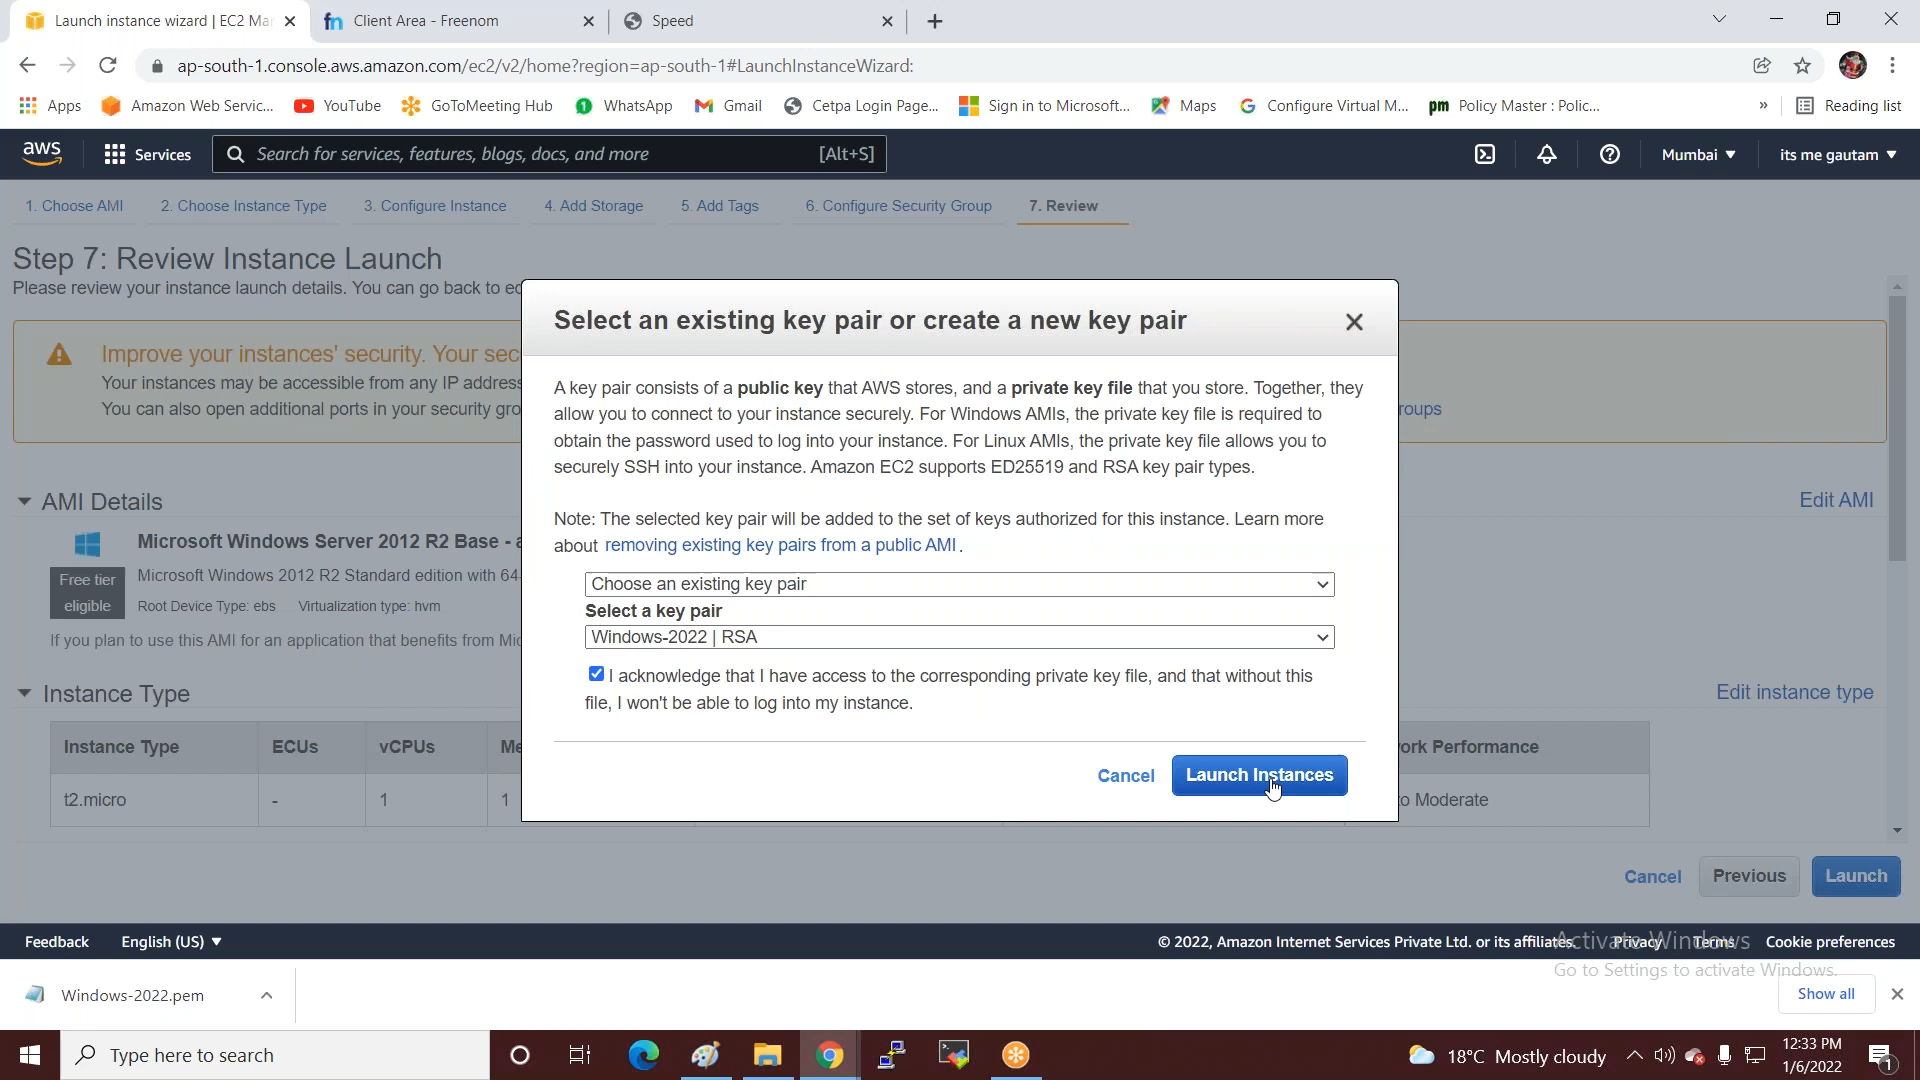 Launch instance wizard | EC2 Mar
Client Area - Freenom
Speed
ap-south-1.console.aws.amazon.com/ec2/v2/home?region=ap-south-1#LaunchInstanceWizard:
Apps
Amazon Web Servic...
YouTube
GoToMeeting Hub
WhatsApp
Gmail
Cetpa Login Page...
Sign in to Microsoft...
Maps
Configure Virtual M...
pm Policy Master : Polic...
»
Reading list
aws
Services
Search for services, features, blogs, docs, and more
[Alt+S]
Mumbai
its me gautam
1. Choose AMI
2. Choose Instance Type
3. Configure Instance
4. Add Storage
5. Add Tags
6. Configure Security Group
7. Review
Step 7: Review Instance Launch
Please review your instance launch details. You can go back to
Improve your instances' security. Your
Your instances may be accessible from any IP
You can also open additional ports in your security
roups
AMI Details
Edit AMI
Microsoft Windows Server 2012 R2 Base -
Free tier
eligible
Microsoft Windows 2012 R2 Standard edition with 64-
Root Device Type: ebs Virtualization type: hvm
If you plan to use this AMI for an application that benefits from
Instance Type
Edit instance type
Instance Type
ECUs
vCPUs
ork Performance
t2.micro
-
1
1
o Moderate
Select an existing key pair or create a new key pair
A key pair consists of a public key that AWS stores, and a private key file that you store. Together, they
allow you to connect to your instance securely. For Windows AMIs, the private key file is required to
obtain the password used to log into your instance. For Linux AMIs, the private key file allows you to
securely SSH into your instance. Amazon EC2 supports ED25519 and RSA key pair types.
Note: The selected key pair will be added to the set of keys authorized for this instance. Learn more
about removing existing key pairs from a public AMI.
Choose an existing key pair
Select a key pair
Windows-2022 | RSA
I acknowledge that I have access to the corresponding private key file, and that without this
file, I won't be able to log into my instance.
Cancel
Launch Instances
Cancel
Previous
Launch
Feedback
English (US)
© 2022, Amazon Internet Services Private Ltd. or its affiliates.
Privacy
Terms
Cookie preferences
Activate Windows
Go to Settings to activate Windows.
Windows-2022.pem
Show all
Type here to search
18°C Mostly cloudy
12:33 PM
1/6/2022
1